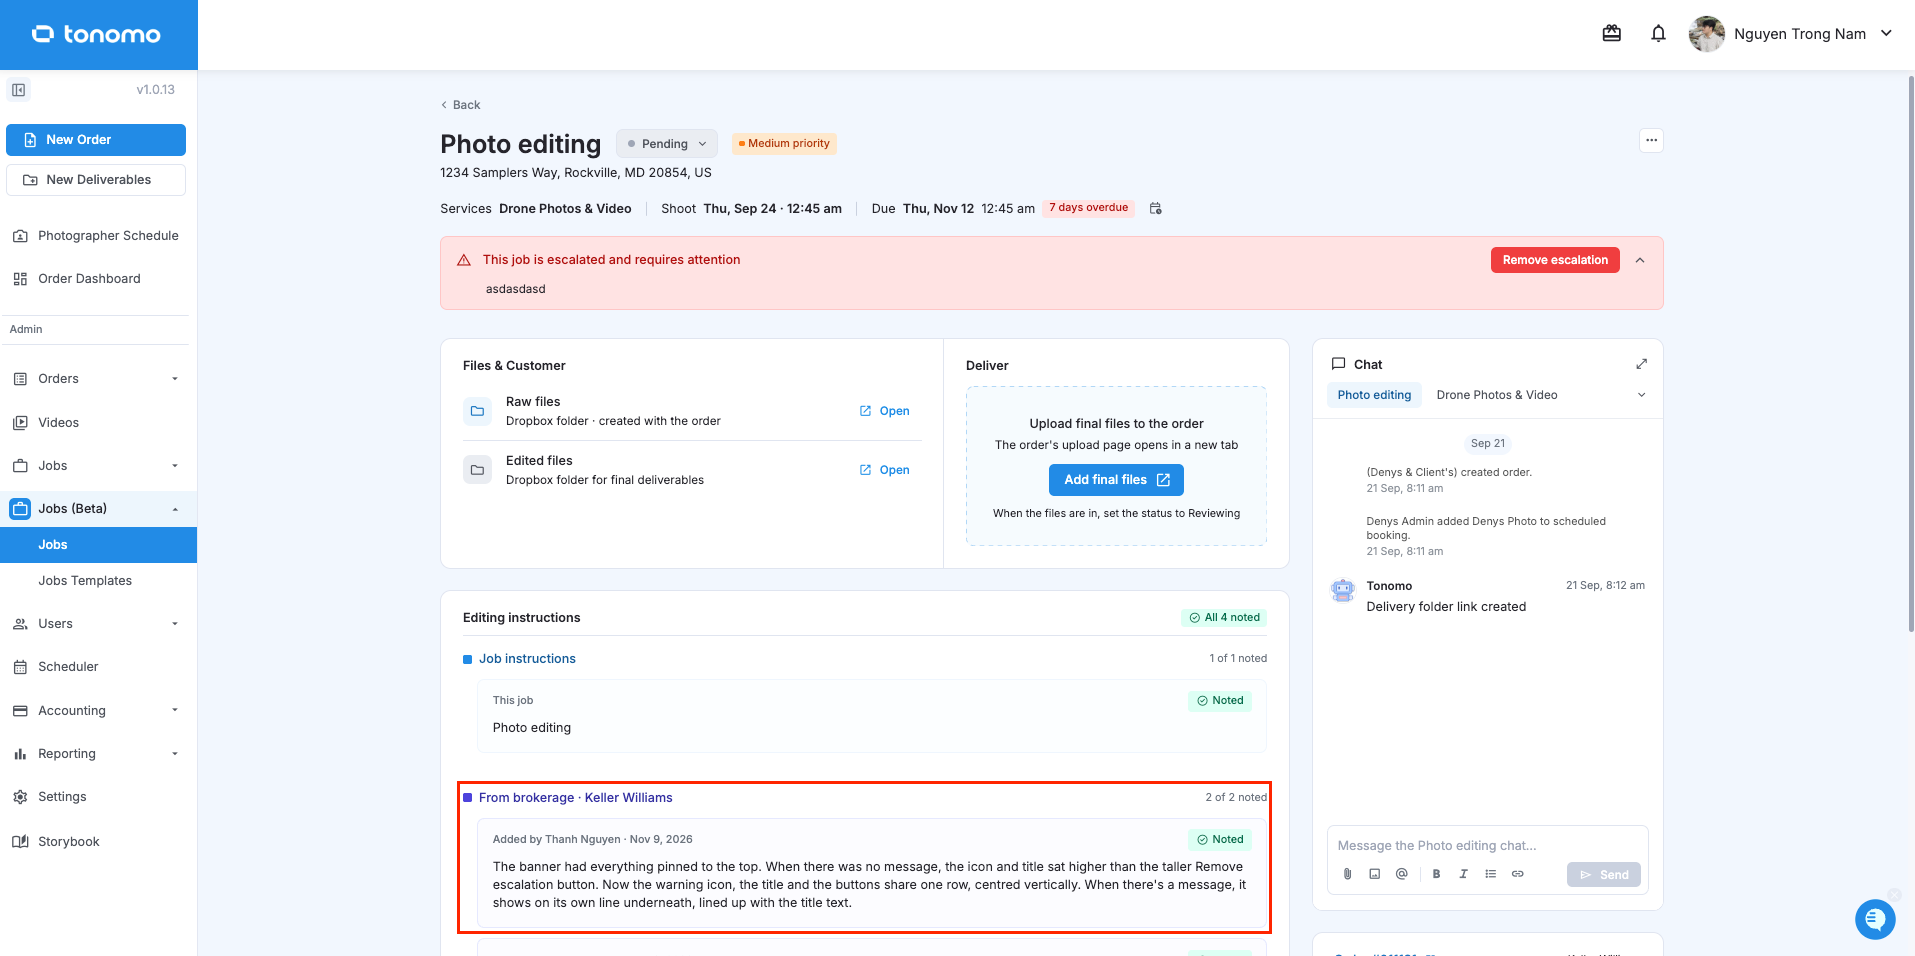 tonomo
Nguyen Trong Nam
v1.0.13
New Order
New Deliverables
Photographer Schedule
Order Dashboard
Admin
Orders
Videos
Jobs
Jobs (Beta)
Jobs
Jobs Templates
Users
Scheduler
Accounting
Reporting
Settings
Storybook
Back
Photo editing
Pending
Medium priority
1234 Samplers Way, Rockville, MD 20854, US
Services Drone Photos & Video
Shoot Thu, Sep 24 · 12:45 am
Due Thu, Nov 12 12:45 am
7 days overdue
This job is escalated and requires attention
Remove escalation
asdasdasd
Files & Customer
Raw files
Dropbox folder · created with the order
Open
Edited files
Dropbox folder for final deliverables
Open
Deliver
Upload final files to the order
The order's upload page opens in a new tab
Add final files
When the files are in, set the status to Reviewing
Editing instructions
All 4 noted
Job instructions
1 of 1 noted
This job
Noted
Photo editing
From brokerage · Keller Williams
2 of 2 noted
Added by Thanh Nguyen · Nov 9, 2026
Noted
The banner had everything pinned to the top. When there was no message, the icon and title sat higher than the taller Remove
escalation button. Now the warning icon, the title and the buttons share one row, centred vertically. When there's a message, it
shows on its own line underneath, lined up with the title text.
Chat
Photo editing
Drone Photos & Video
Sep 21
(Denys & Client's) created order.
21 Sep, 8:11 am
Denys Admin added Denys Photo to scheduled
booking.
21 Sep, 8:11 am
Tonomo
21 Sep, 8:12 am
Delivery folder link created
Message the Photo editing chat...
B
I
Send